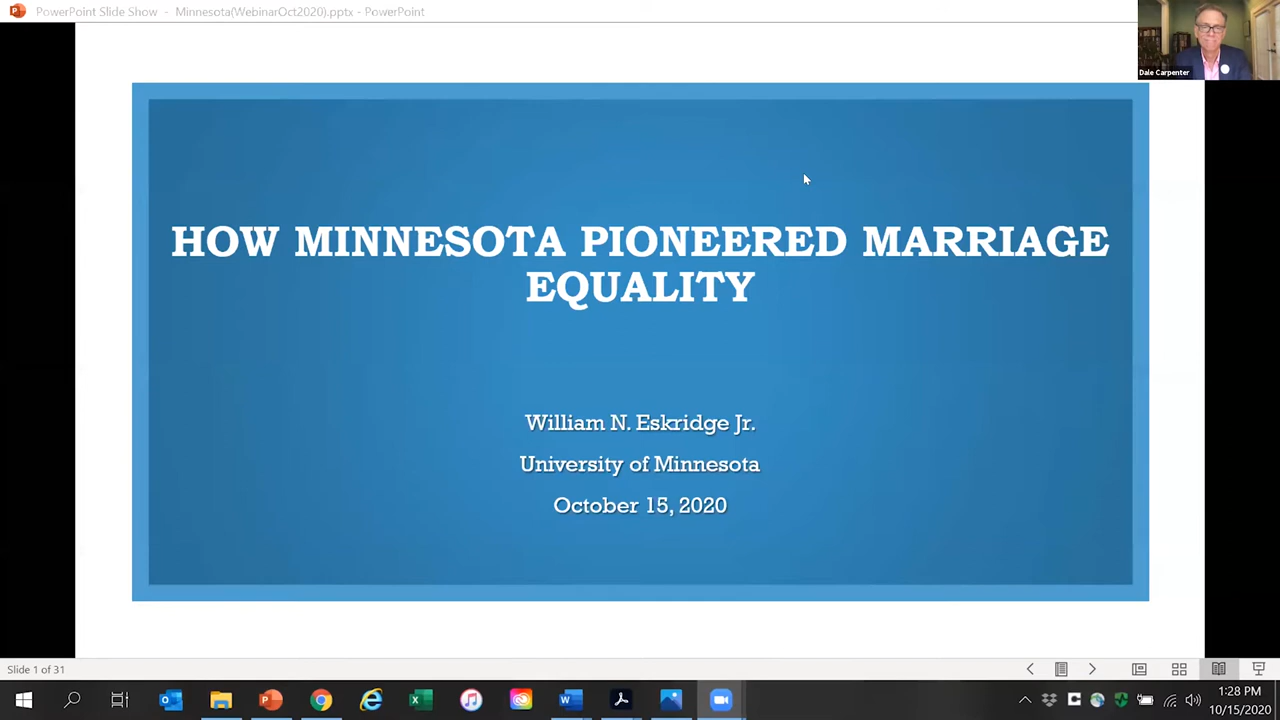 PowerPoint Slide Show - Minnesota(WebinarOct2020).pptx - PowerPoint
Dale Carpenter
HOW MINNESOTA PIONEERED MARRIAGE
EQUALITY
William N. Eskridge Jr.
University of Minnesota
October 15, 2020
Slide 1 of 31
1:28 PM
10/15/2020